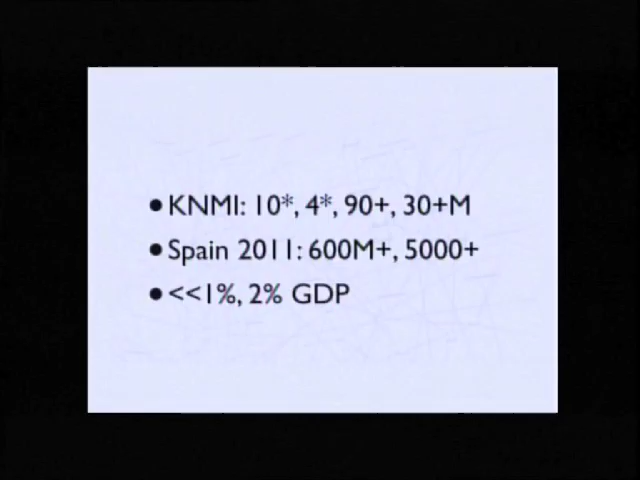 •KNMI: 10*, 4*, 90+, 30+M
•Spain 2011: 600M+, 5000+
•<<1%, 2% GDP